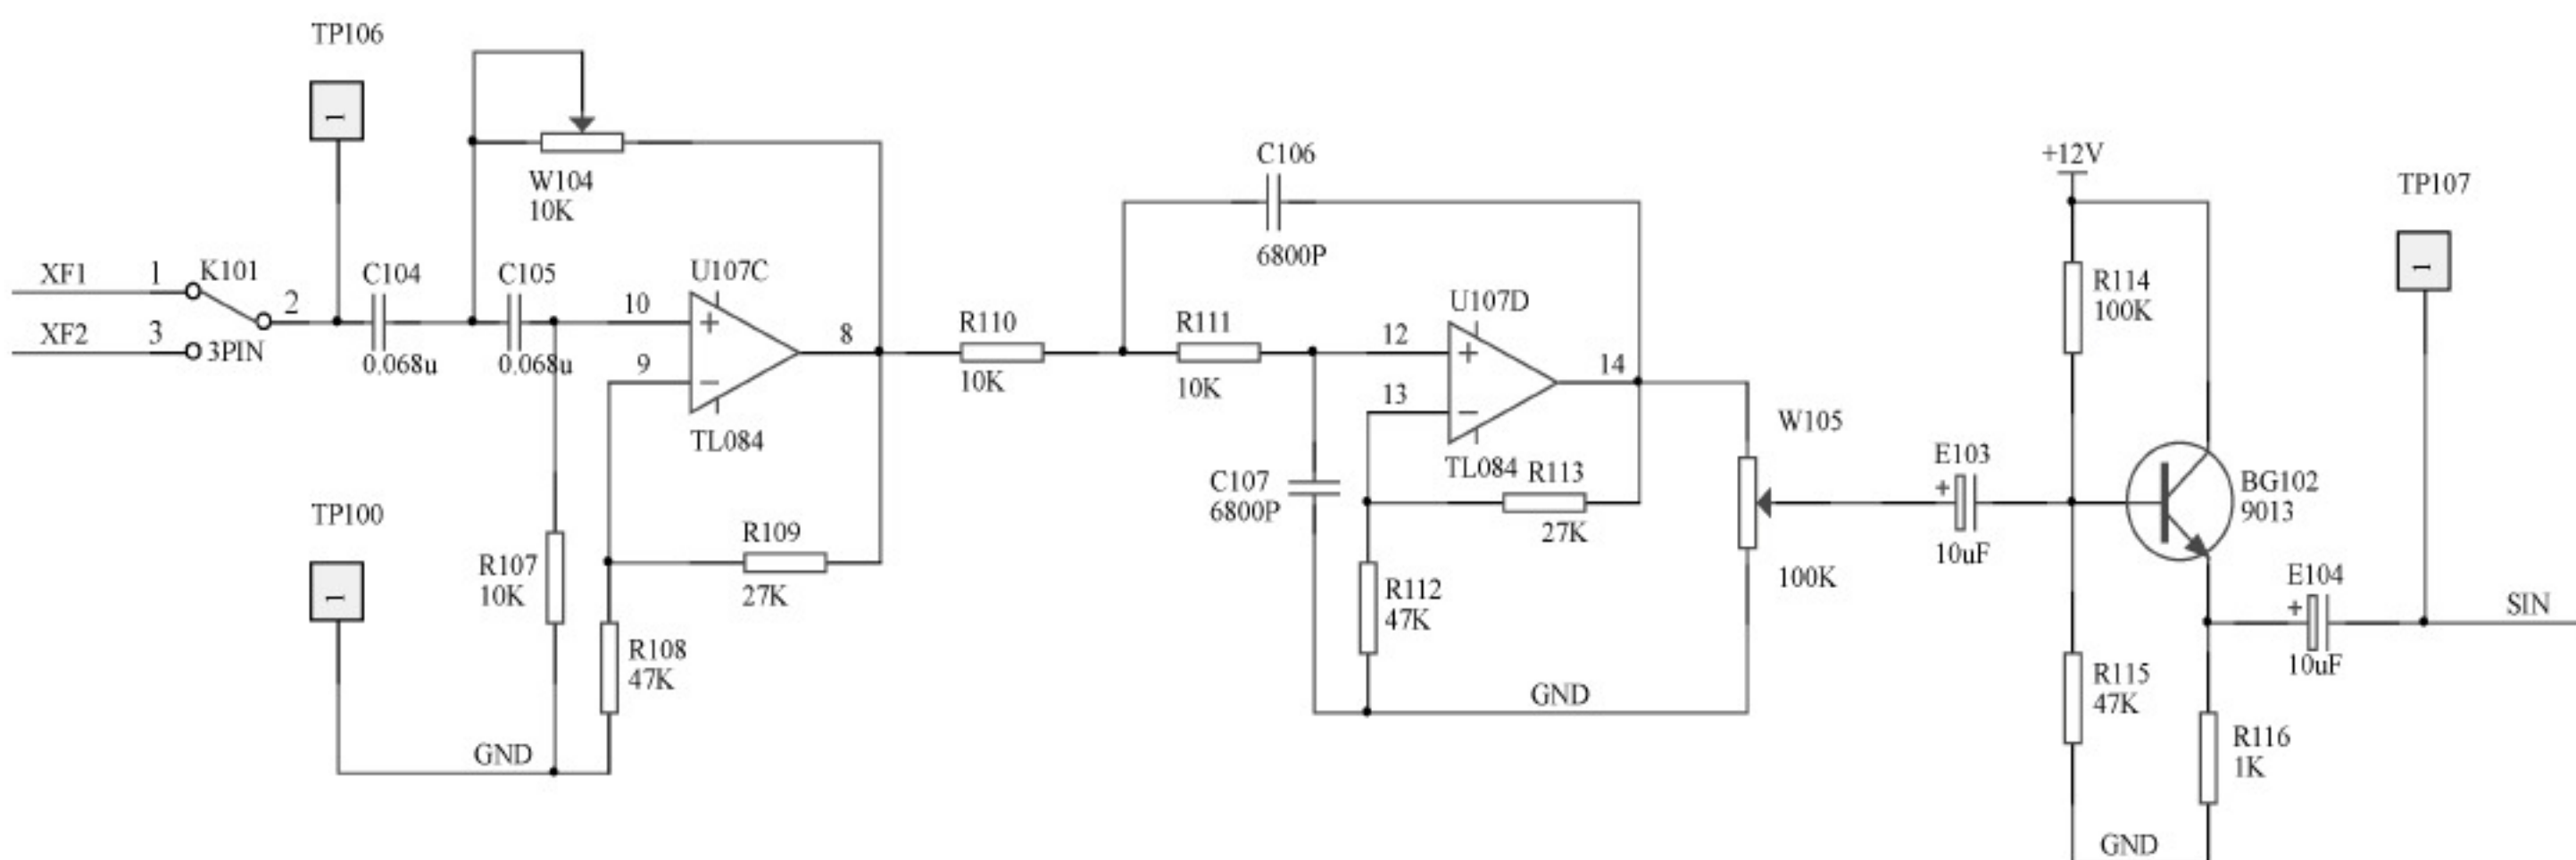 TP106
1
W104
10K
XF1
1
K101
2
XF2
3
3PIN
C104
0.068u
C105
0.068u
U107C
10
+
9
−
8
TL084
TP100
1
R107
10K
R109
27K
R108
47K
GND
R110
10K
C106
6800P
R111
10K
U107D
12
+
13
−
14
TL084
R113
27K
C107
6800P
R112
47K
GND
W105
100K
E103
+
10uF
+12V
R114
100K
BG102
9013
R115
47K
R116
1K
GND
E104
+
10uF
TP107
1
SIN